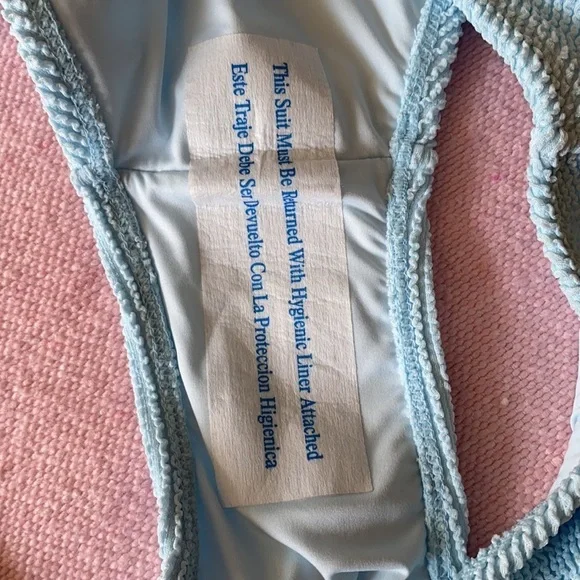 This Suit Must Be Returned With Hygienic Liner Attached
Este Traje Debe Ser Devuelto Con La Proteccion Higienica